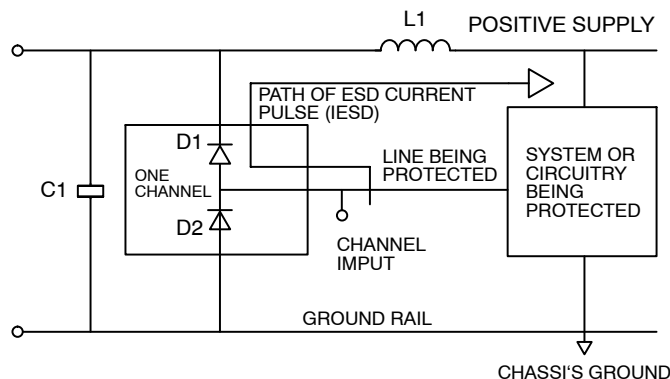 L1
POSITIVE SUPPLY
PATH OF ESD CURRENT
PULSE (IESD)
D1
ONE
CHANNEL
LINE BEING
PROTECTED
SYSTEM OR
CIRCUITRY
BEING
PROTECTED
C1
D2
CHANNEL
IMPUT
GROUND RAIL
CHASSI'S GROUND